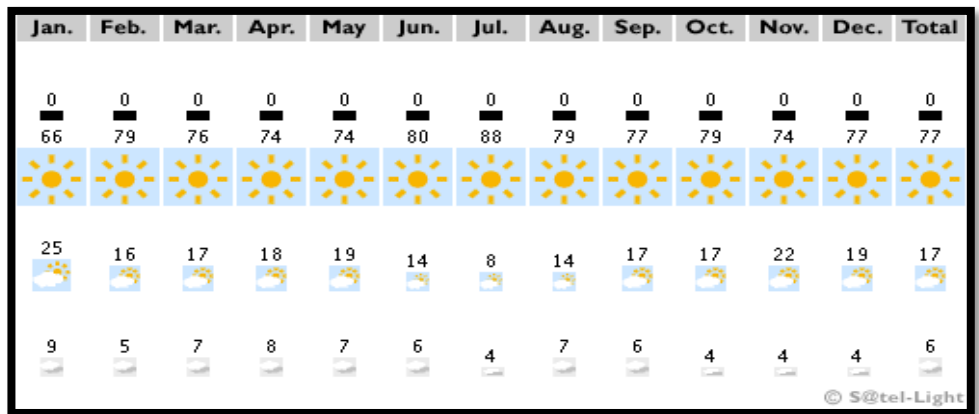 Jan. Feb. Mar. Apr. May Jun. Jul. Aug. Sep. Oct. Nov. Dec. Total
0 0 0 0 0 0 0 0 0 0 0 0 0
66 79 76 74 74 80 88 79 77 79 74 77 77
25 16 17 18 19 14 8 14 17 17 22 19 17
9 5 7 8 7 6 4 7 6 4 4 4 6
© S@tel-Light